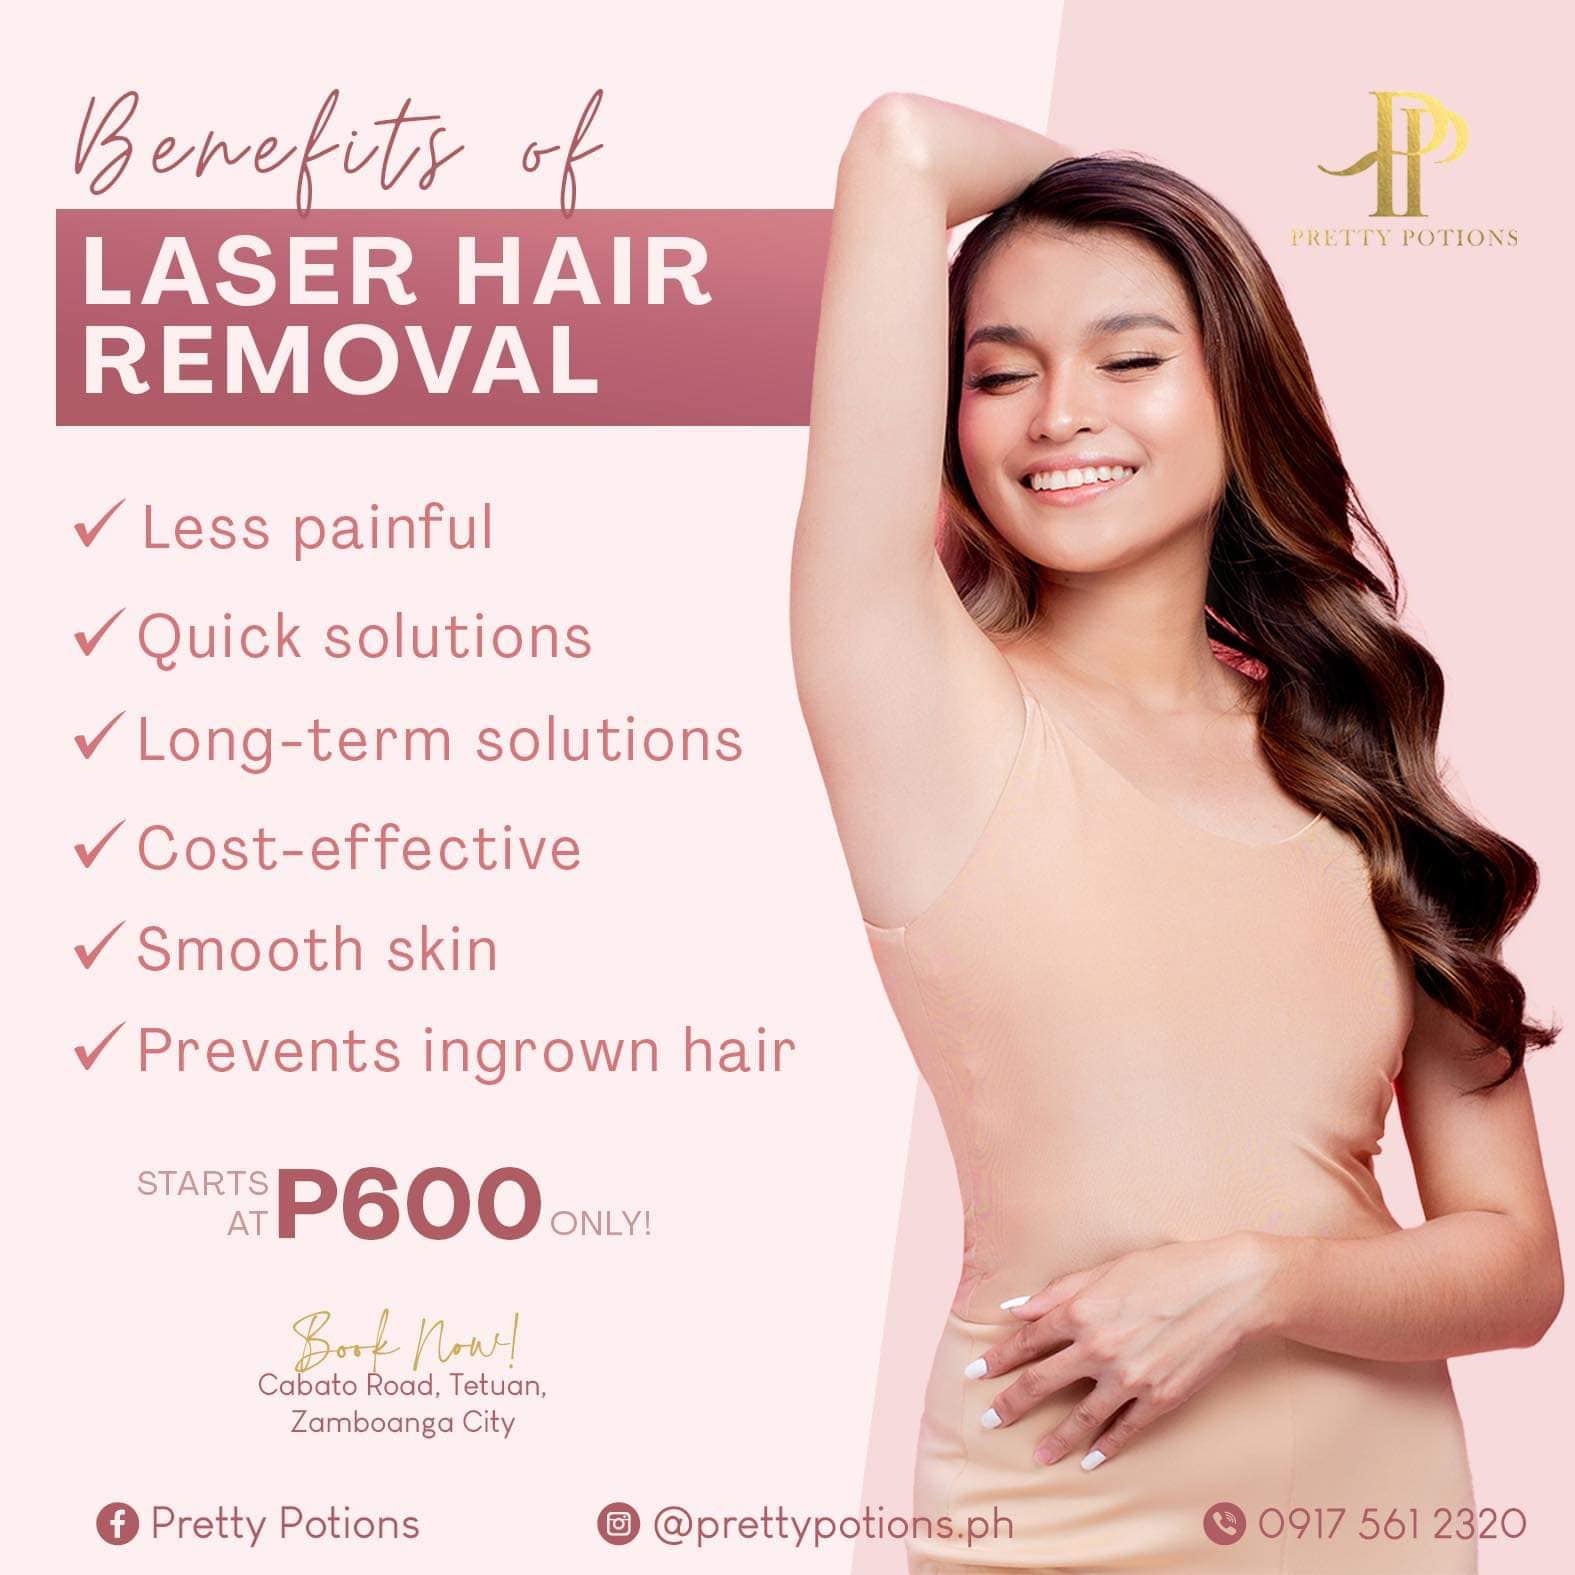 Benefits of
LASER HAIR
REMOVAL
PRETTY POTIONS
Less painful
Quick solutions
Long-term solutions
Cost-effective
Smooth skin
Prevents ingrown hair
STARTS
AT P600 ONLY!
Book Now!
Cabato Road, Tetuan,
Zamboanga City
Pretty Potions
@prettypotions.ph
0917 561 2320